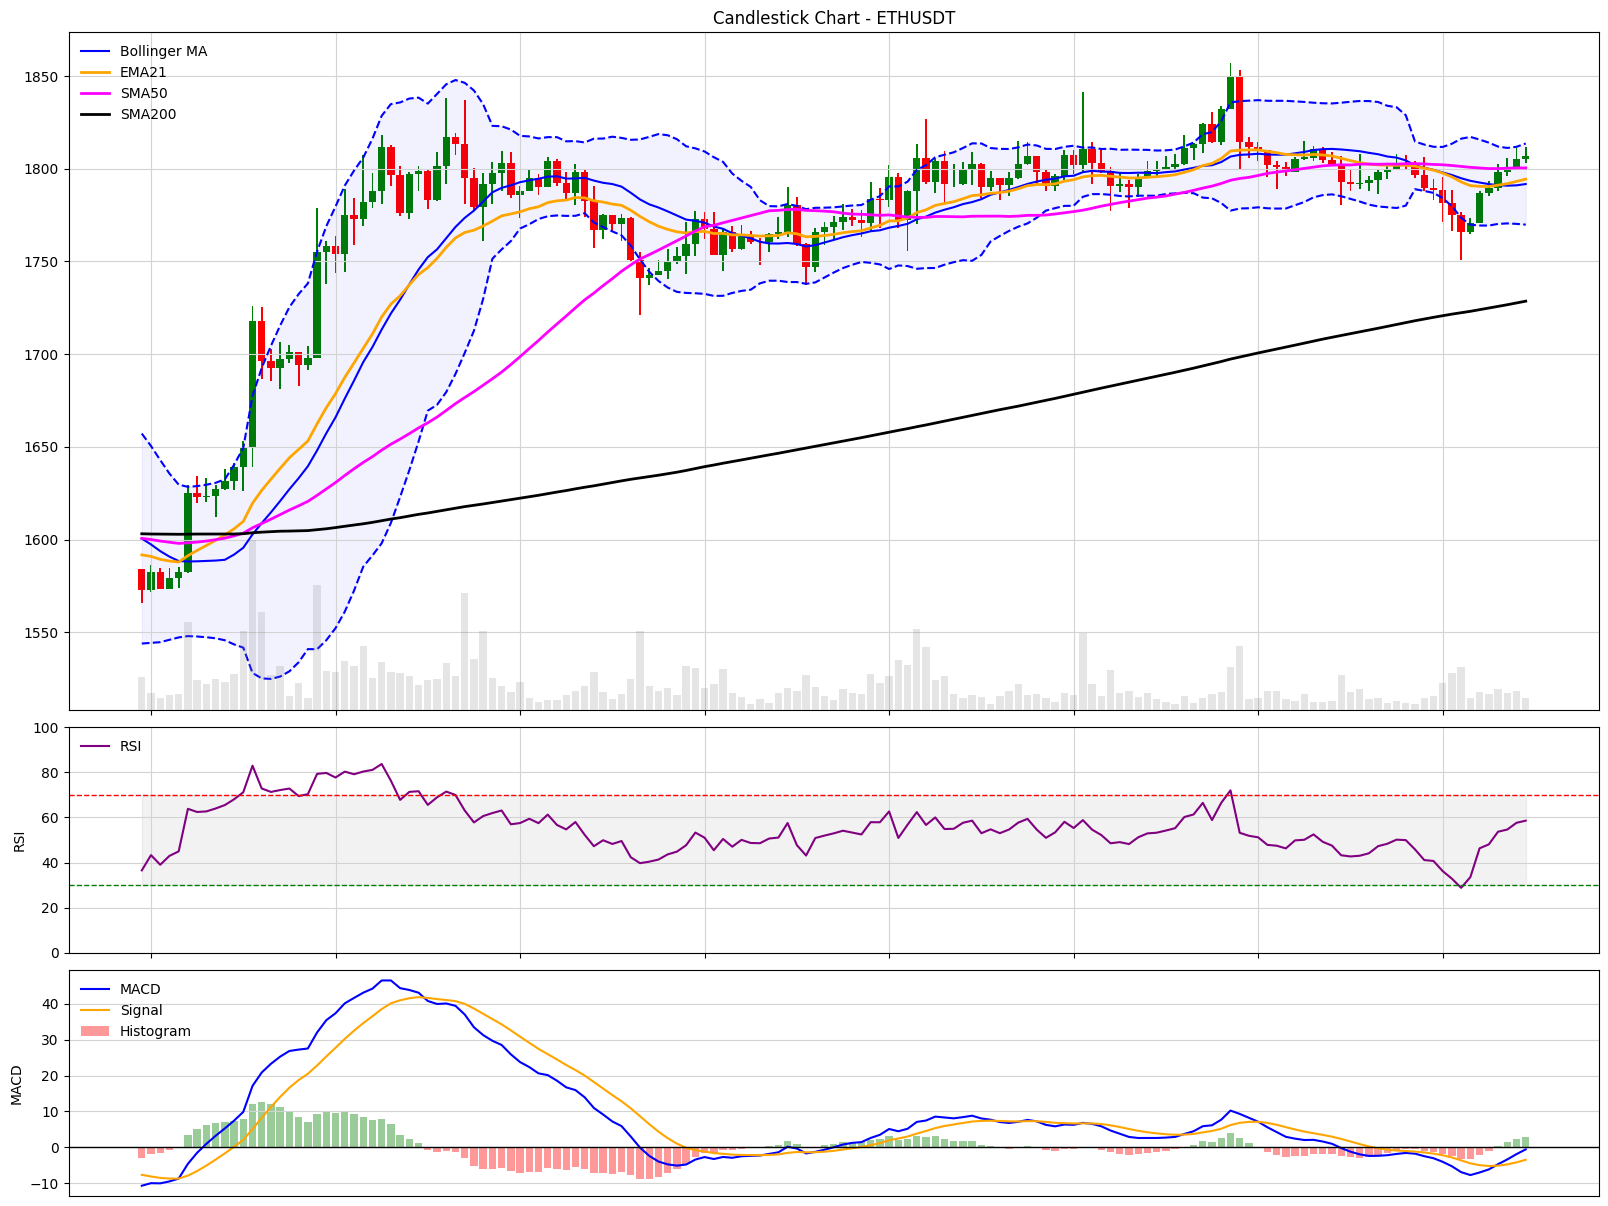 Candlestick Chart - ETHUSDT
Bollinger MA
EMA21
SMA50
SMA200
1850
1800
1750
1700
1650
1600
1550
RSI
100
80
60
40
20
0
RSI
MACD
Signal
Histogram
40
30
20
10
0
−10
MACD